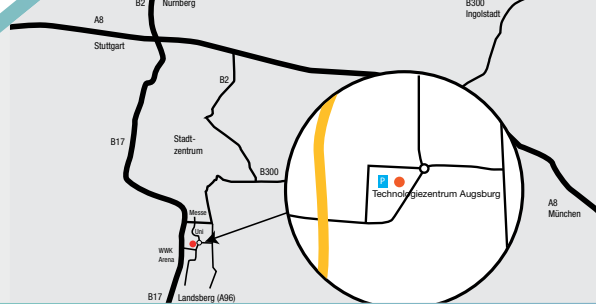 B2
Nürnberg
B300
Ingolstadt
A8
Stuttgart
B2
B17
Stadt-
zentrum
B300
P
Technologiezentrum Augsburg
A8
München
Messe
Uni
WWK
Arena
B17
Landsberg (A96)